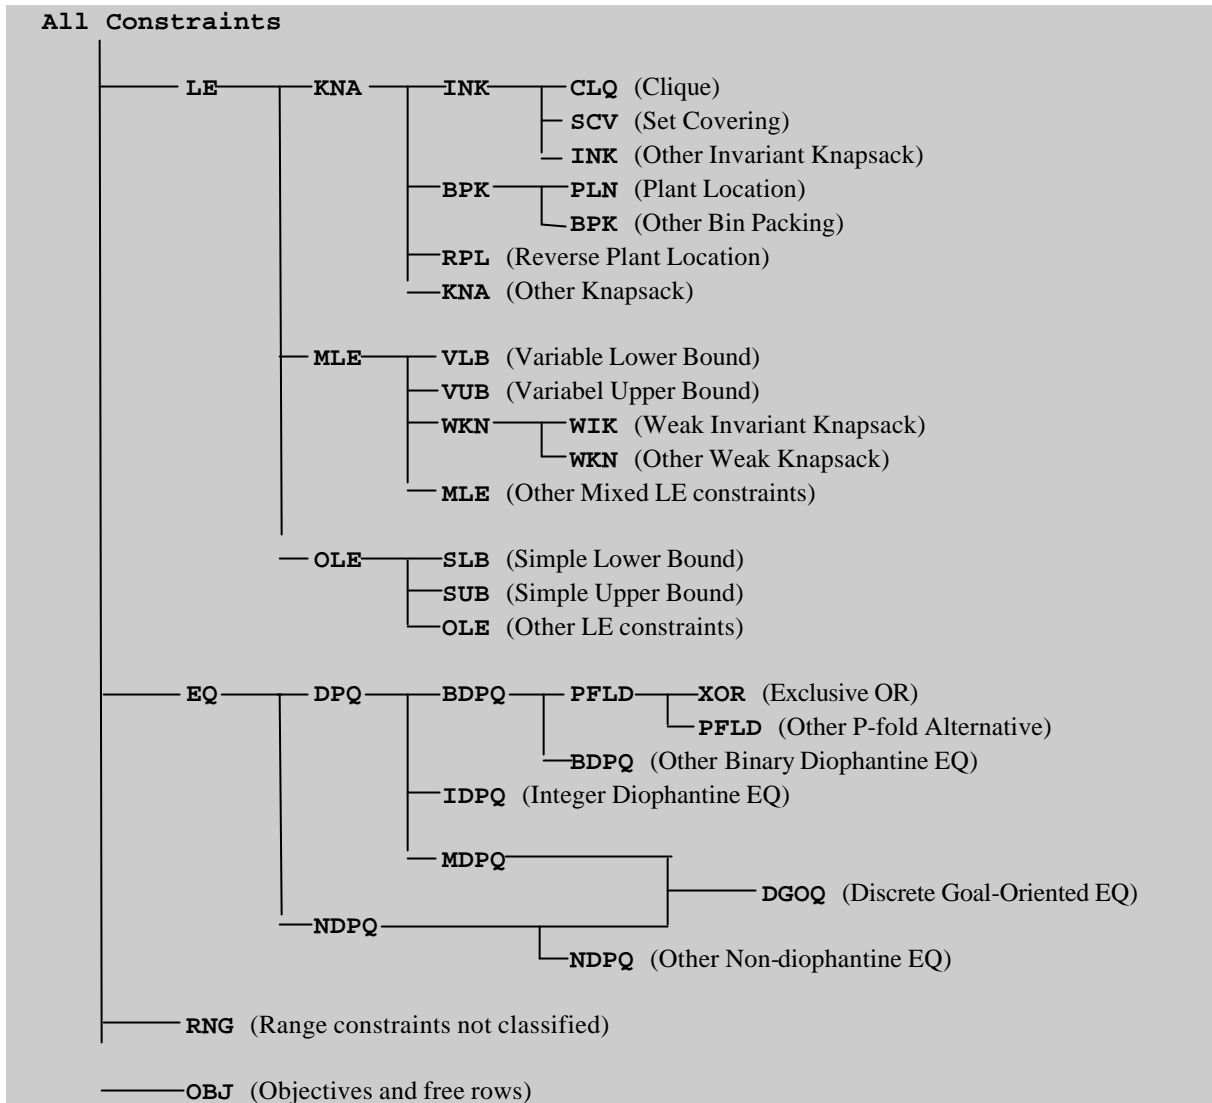 All Constraints
LE KNA INK CLQ (Clique)
SCV (Set Covering)
INK (Other Invariant Knapsack)
BPK PLN (Plant Location)
BPK (Other Bin Packing)
RPL (Reverse Plant Location)
KNA (Other Knapsack)
MLE VLB (Variable Lower Bound)
VUB (Variabel Upper Bound)
WKN WIK (Weak Invariant Knapsack)
WKN (Other Weak Knapsack)
MLE (Other Mixed LE constraints)
OLE SLB (Simple Lower Bound)
SUB (Simple Upper Bound)
OLE (Other LE constraints)
EQ DPQ BDPQ PFLD XOR (Exclusive OR)
PFLD (Other P-fold Alternative)
BDPQ (Other Binary Diophantine EQ)
IDPQ (Integer Diophantine EQ)
MDPQ
DGOQ (Discrete Goal-Oriented EQ)
NDPQ
NDPQ (Other Non-diophantine EQ)
RNG (Range constraints not classified)
OBJ (Objectives and free rows)